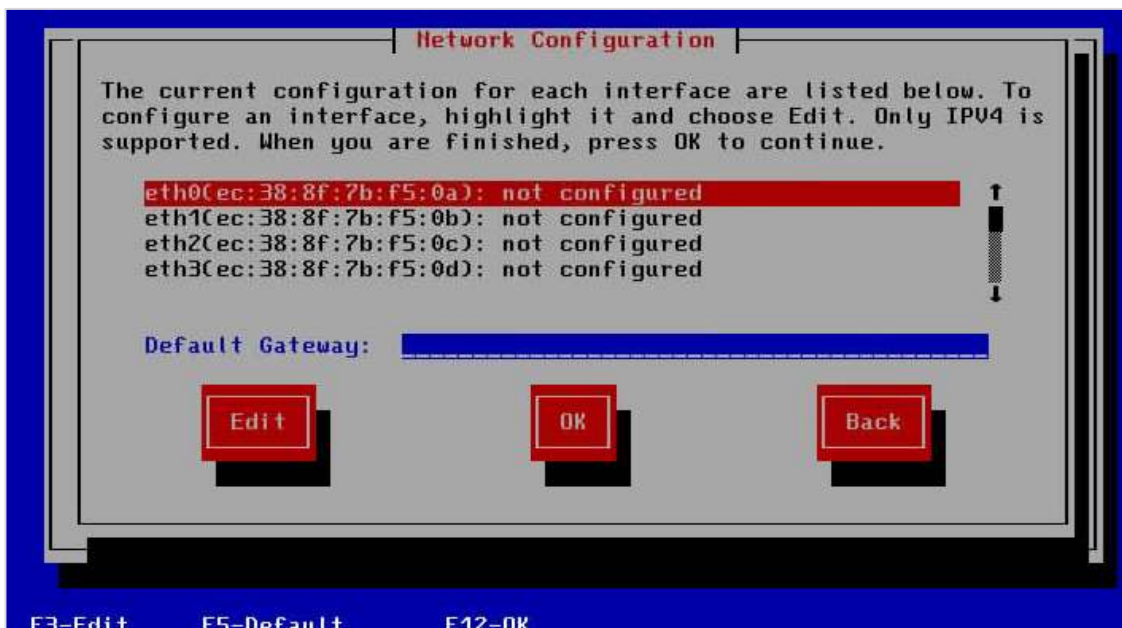 Network Configuration
The current configuration for each interface are listed below. To
configure an interface, highlight it and choose Edit. Only IPV4 is
supported. When you are finished, press OK to continue.
eth0(ec:38:8f:7b:f5:0a): not configured
eth1(ec:38:8f:7b:f5:0b): not configured
eth2(ec:38:8f:7b:f5:0c): not configured
eth3(ec:38:8f:7b:f5:0d): not configured
Default Gateway:
Edit OK Back
F3-Edit F5-Default F12-OK